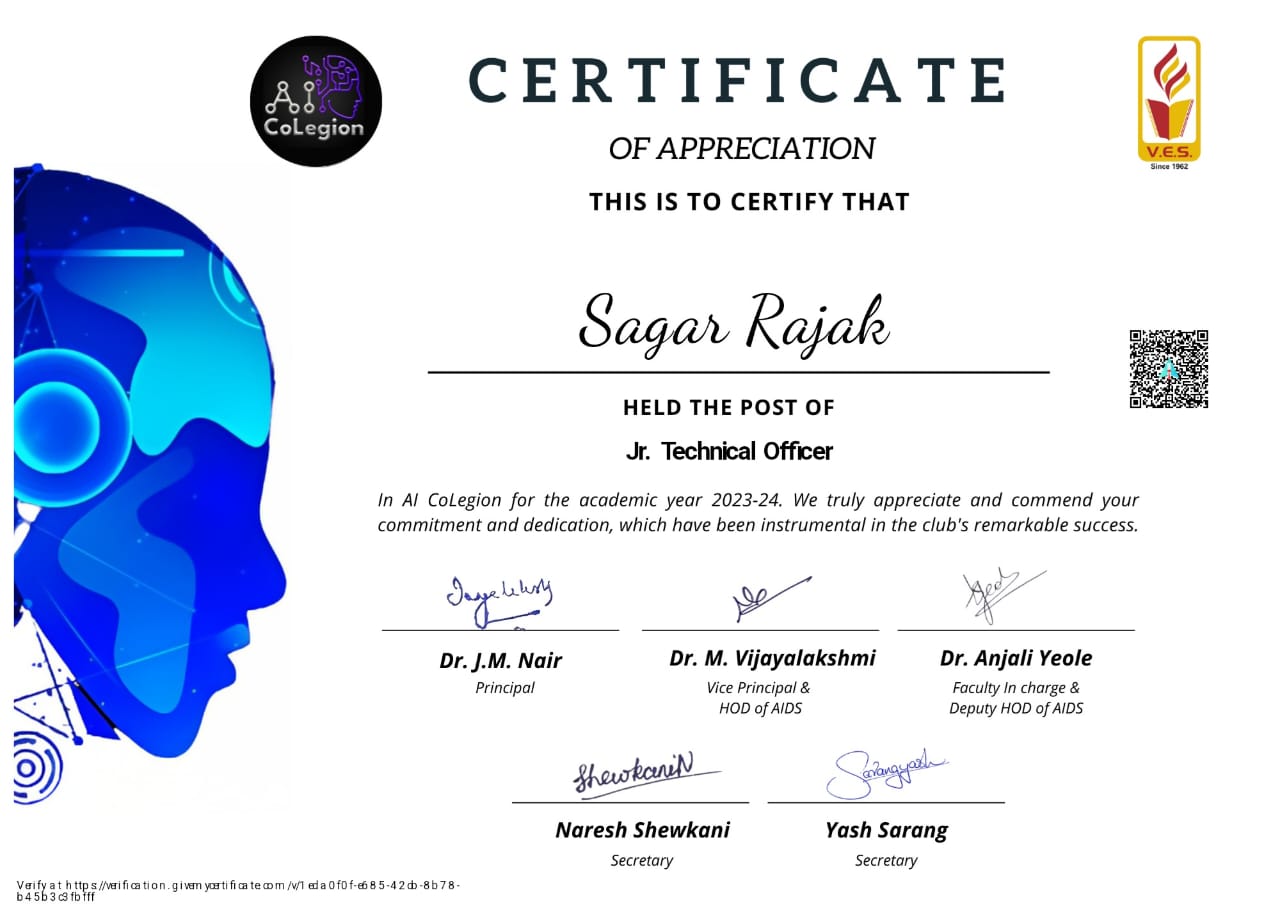 AI
CoLegion
CERTIFICATE
OF APPRECIATION
THIS IS TO CERTIFY THAT
V.E.S.
Since 1962
Sagar Rajak
HELD THE POST OF
Jr. Technical Officer
In AI CoLegion for the academic year 2023-24. We truly appreciate and commend your
commitment and dedication, which have been instrumental in the club's remarkable success.
Dr. J.M. Nair
Principal
Dr. M. Vijayalakshmi
Vice Principal &
HOD of AIDS
Dr. Anjali Yeole
Faculty In charge &
Deputy HOD of AIDS
ShewkaniN
Sarangyash
Naresh Shewkani
Secretary
Yash Sarang
Secretary
Verify at https://verification.givemycertificate.com/v/1eda0f0f-e685-42cb-8b78-
b45b3c9fbfff